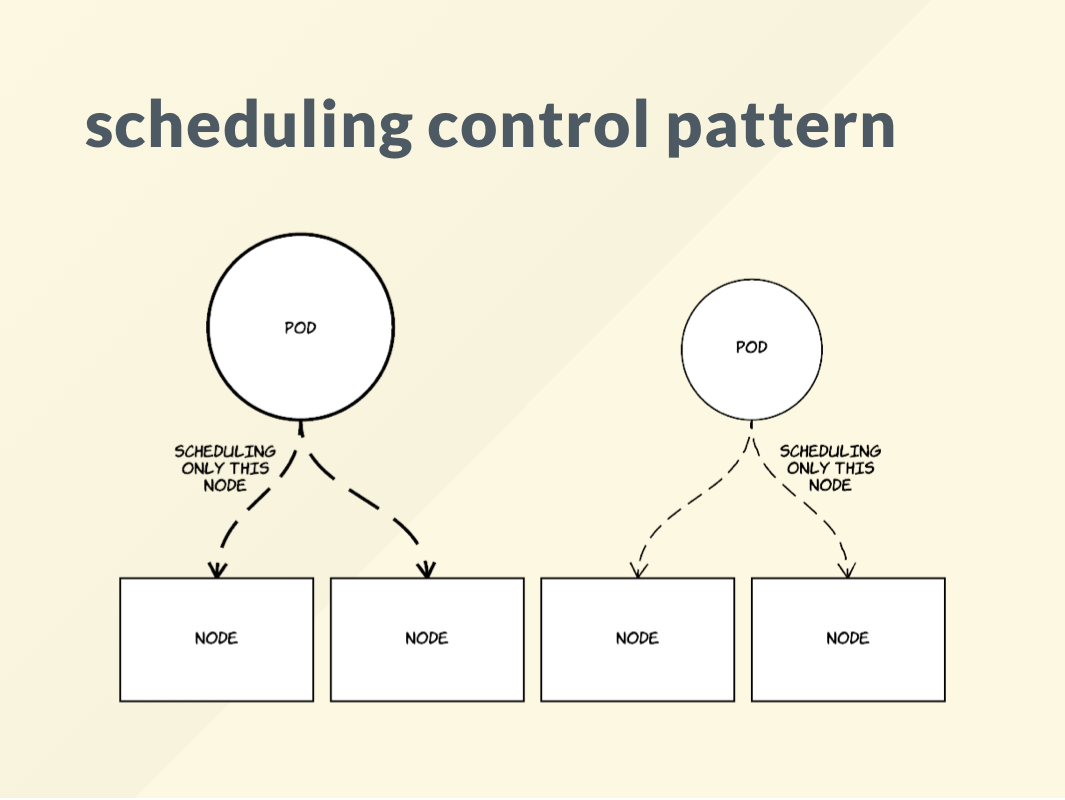 scheduling control pattern
POD
POD
SCHEDULING
ONLY THIS
NODE
SCHEDULING
ONLY THIS
NODE
NODE
NODE
NODE
NODE